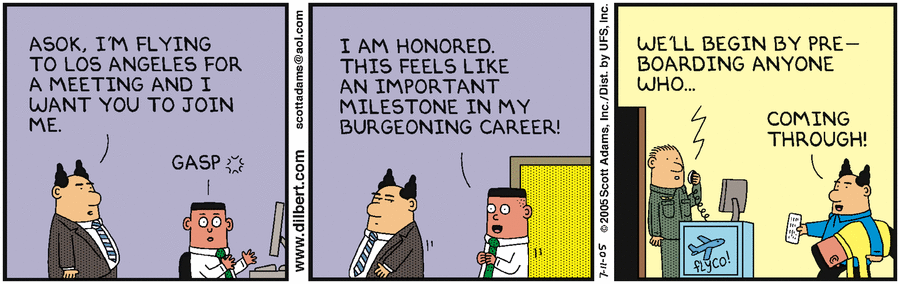 ASOK, I'M FLYING
TO LOS ANGELES FOR
A MEETING AND I
WANT YOU TO JOIN
ME.
GASP
www.dilbert.com
scottadams@aol.com
I AM HONORED.
THIS FEELS LIKE
AN IMPORTANT
MILESTONE IN MY
BURGEONING CAREER!
7-11-05 © 2005 Scott Adams, Inc./Dist. by UFS, Inc.
WE'LL BEGIN BY PRE-
BOARDING ANYONE
WHO...
COMING
THROUGH!
flyCO!